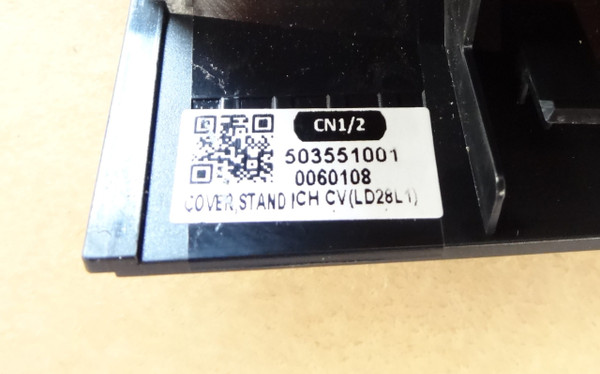 CN1/2
503551001
0060108
COVER,STAND ICH CV(LD28L1)